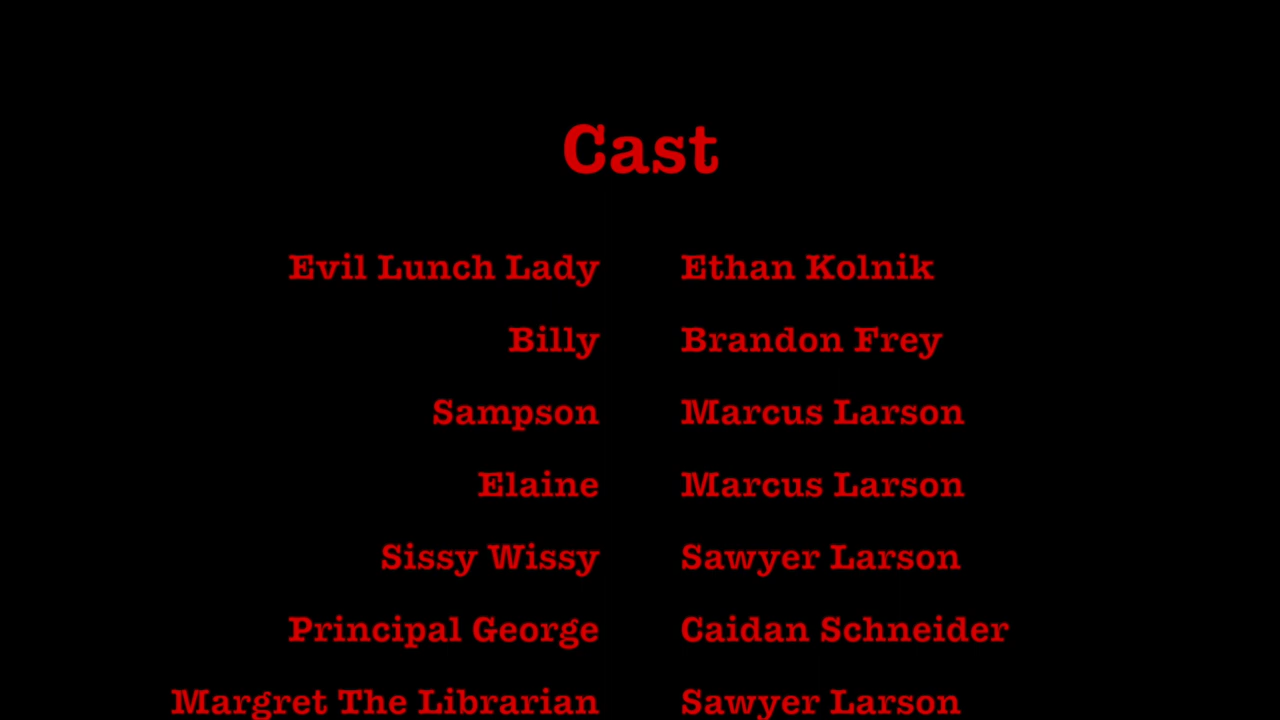 Cast
Evil Lunch Lady Ethan Kolnik
Billy Brandon Frey
Sampson Marcus Larson
Elaine Marcus Larson
Sissy Wissy Sawyer Larson
Principal George Caidan Schneider
Margret The Librarian Sawyer Larson